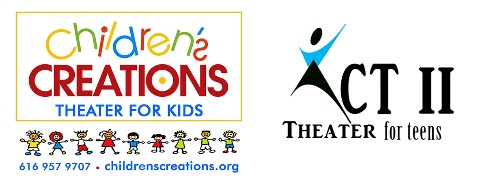 children's
CREATIONS
THEATER FOR KIDS
616 957 9707 • childrenscreations.org
ACT II
THEATER for teens